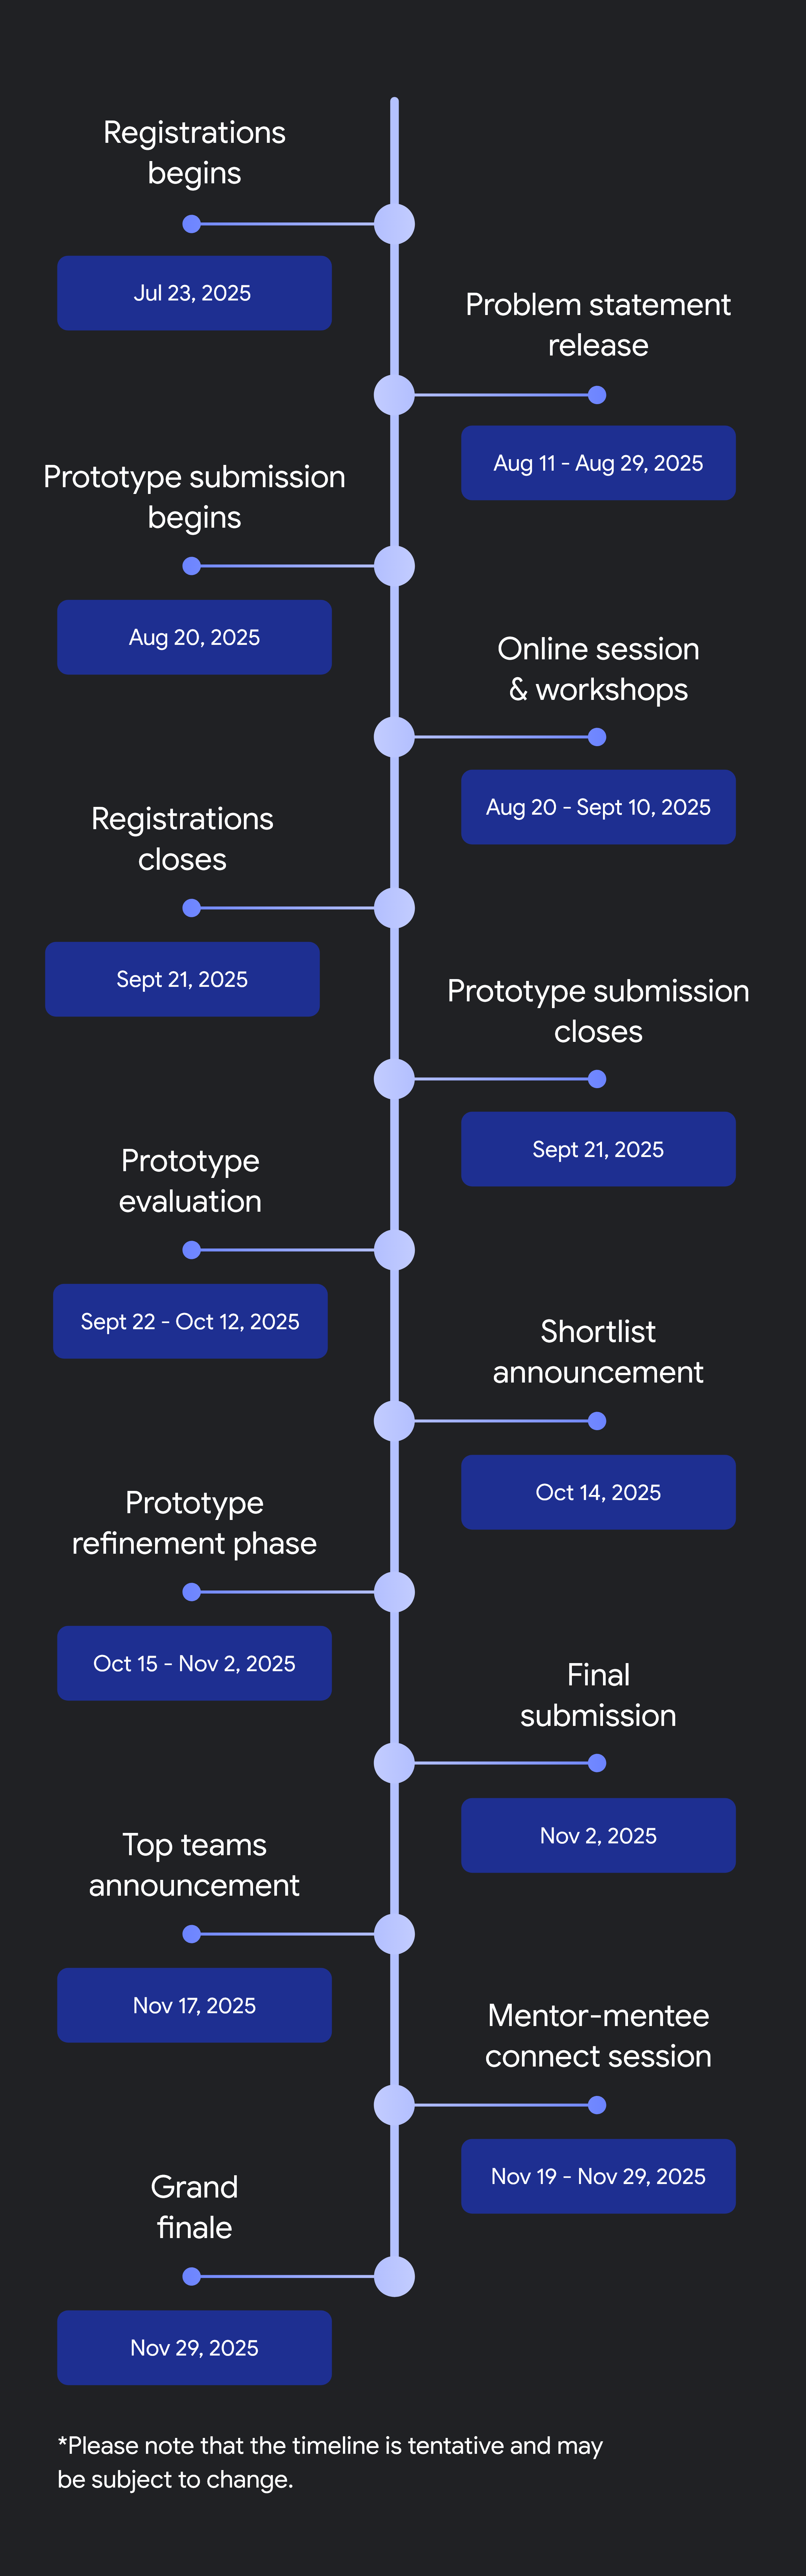 Registrations
begins
Jul 23, 2025
Problem statement
release
Aug 11 - Aug 29, 2025
Prototype submission
begins
Aug 20, 2025
Online session
& workshops
Aug 20 - Sept 10, 2025
Registrations
closes
Sept 21, 2025
Prototype submission
closes
Sept 21, 2025
Prototype
evaluation
Sept 22 - Oct 12, 2025
Shortlist
announcement
Oct 14, 2025
Prototype
refinement phase
Oct 15 - Nov 2, 2025
Final
submission
Nov 2, 2025
Top teams
announcement
Nov 17, 2025
Mentor-mentee
connect session
Nov 19 - Nov 29, 2025
Grand
finale
Nov 29, 2025
*Please note that the timeline is tentative and may
be subject to change.